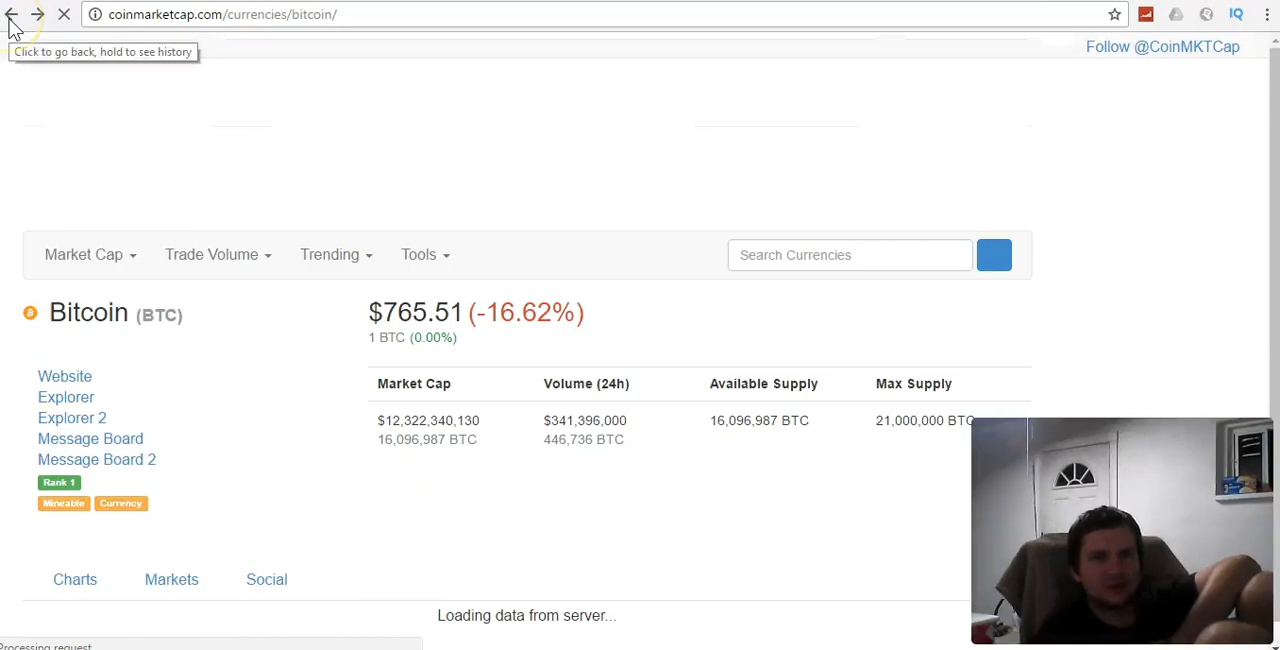 coinmarketcap.com/currencies/bitcoin/
IQ
Click to go back, hold to see history
Follow @CoinMKTCap
Market Cap
Trade Volume
Trending
Tools
Search Currencies
Bitcoin (BTC)
$765.51 (-16.62%)
1 BTC (0.00%)
Website
Explorer
Explorer 2
Message Board
Message Board 2
Rank 1
Mineable
Currency
Market Cap
Volume (24h)
Available Supply
Max Supply
$12,322,340,130
$341,396,000
16,096,987 BTC
21,000,000 BTC
16,096,987 BTC
446,736 BTC
Charts
Markets
Social
Loading data from server...
Processing request